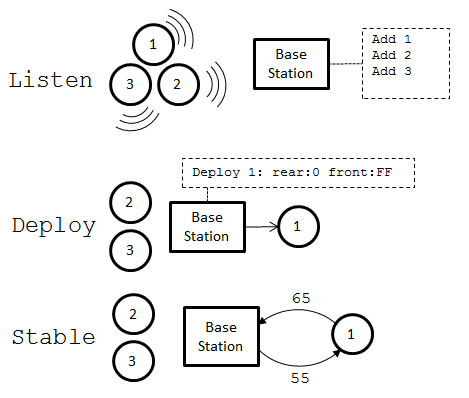 1
3
2
Listen
Base
Station
Add 1
Add 2
Add 3
Deploy 1: rear:0 front:FF
2
3
Deploy
Base
Station
1
2
3
Stable
Base
Station
65
1
55